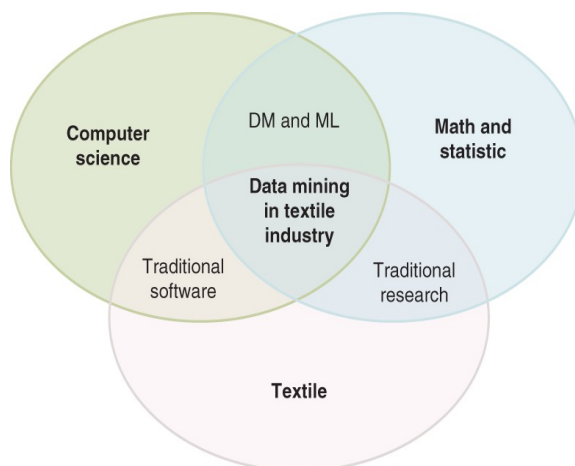 DM and ML
Computer
science
Math and
statistic
Data mining
in textile
industry
Traditional
software
Traditional
research
Textile